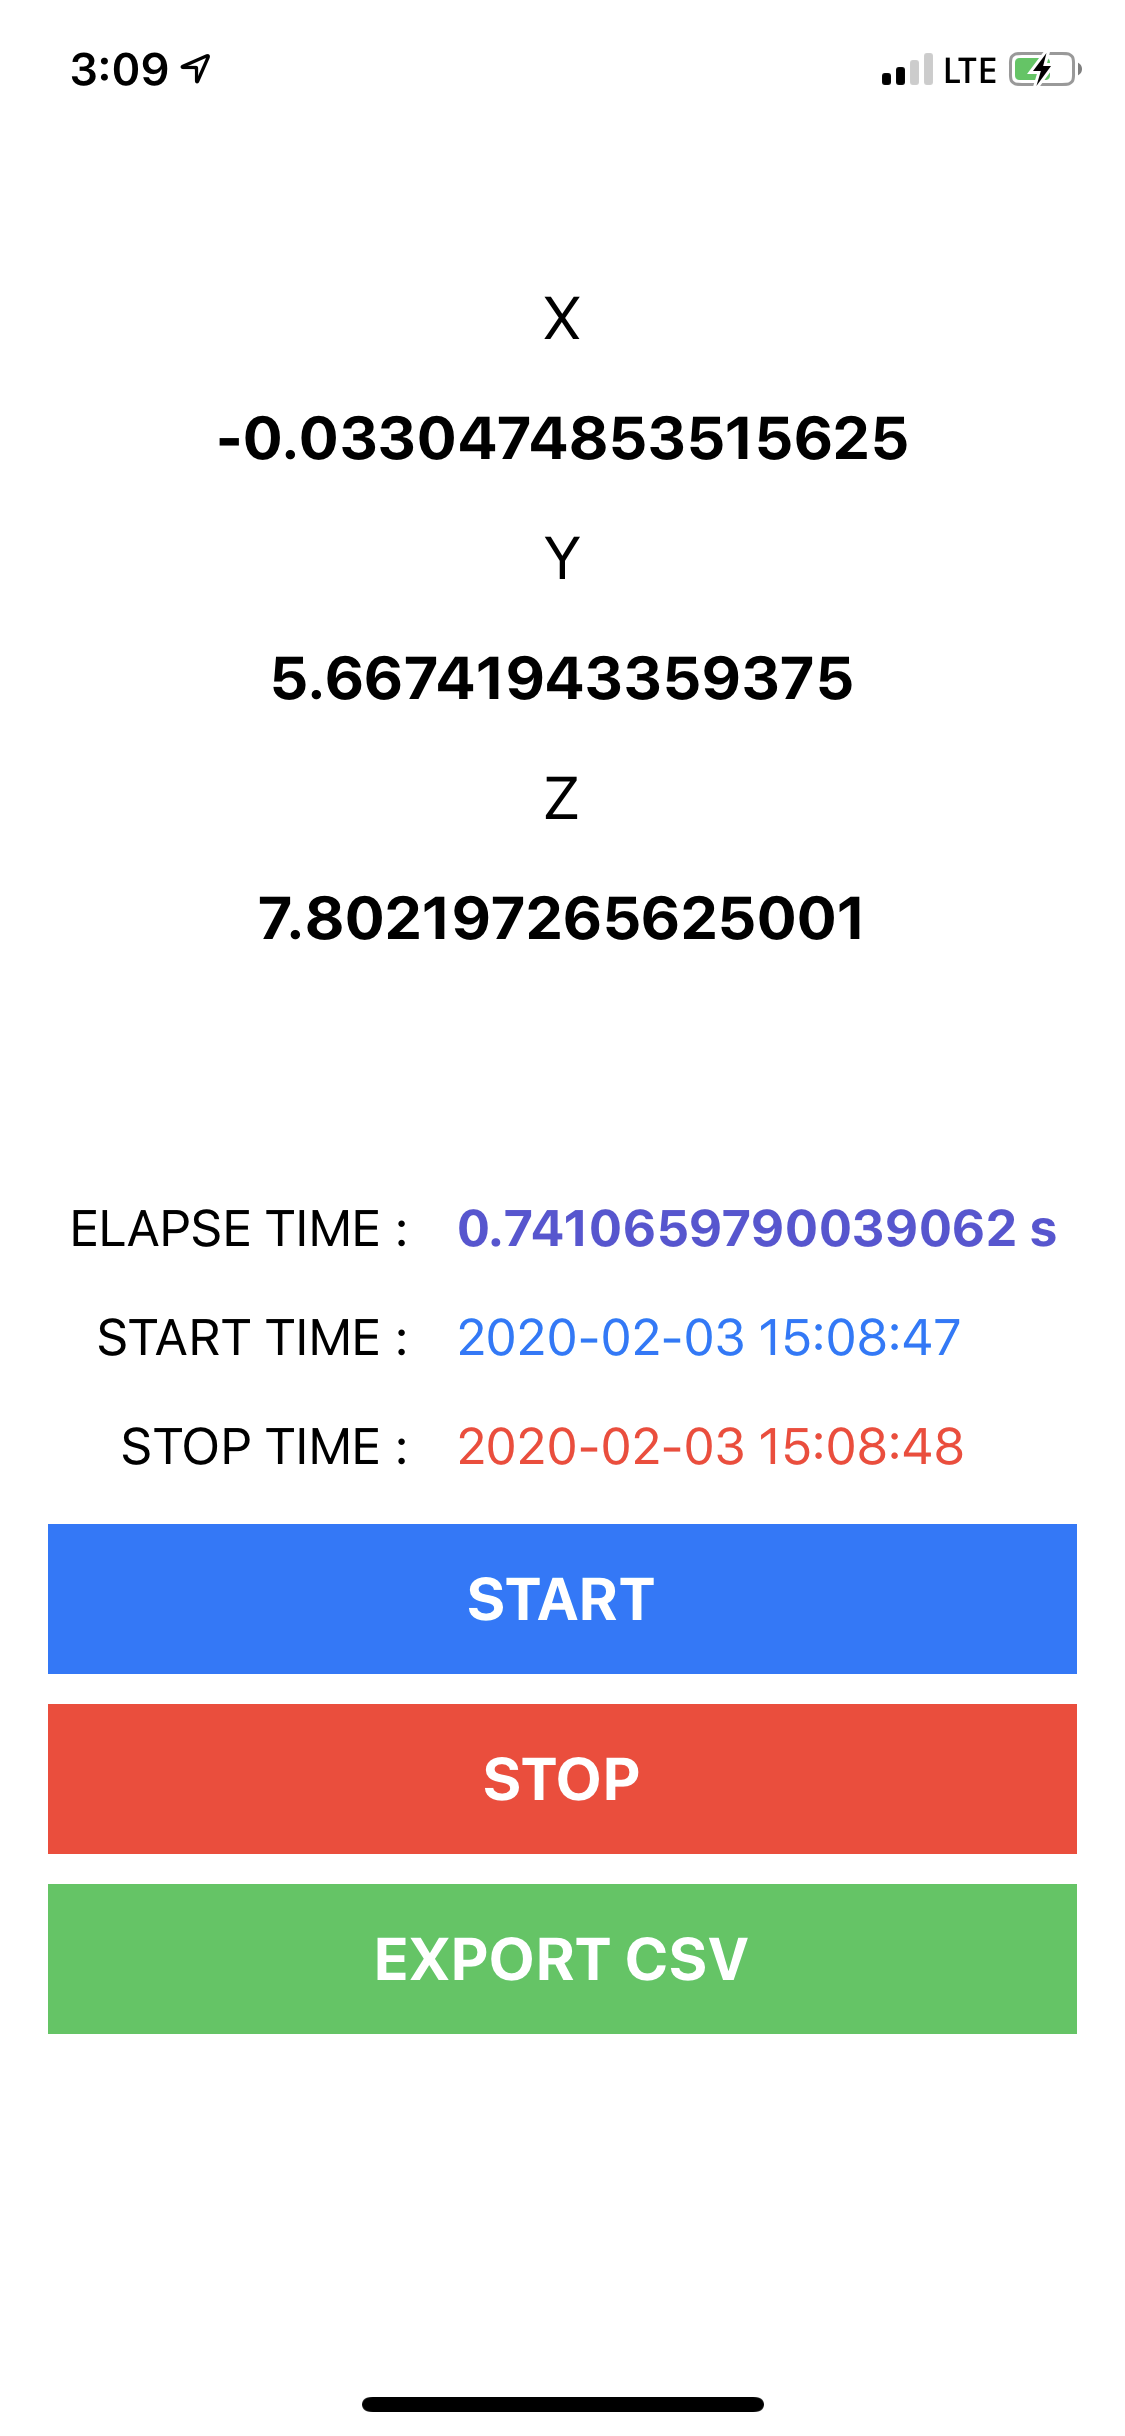 3:09 LTE
X
-0.0330474853515625
Y
5.66741943359375
Z
7.802197265625001
ELAPSE TIME : 0.7410659790039062 s
START TIME : 2020-02-03 15:08:47
STOP TIME : 2020-02-03 15:08:48
START
STOP
EXPORT CSV